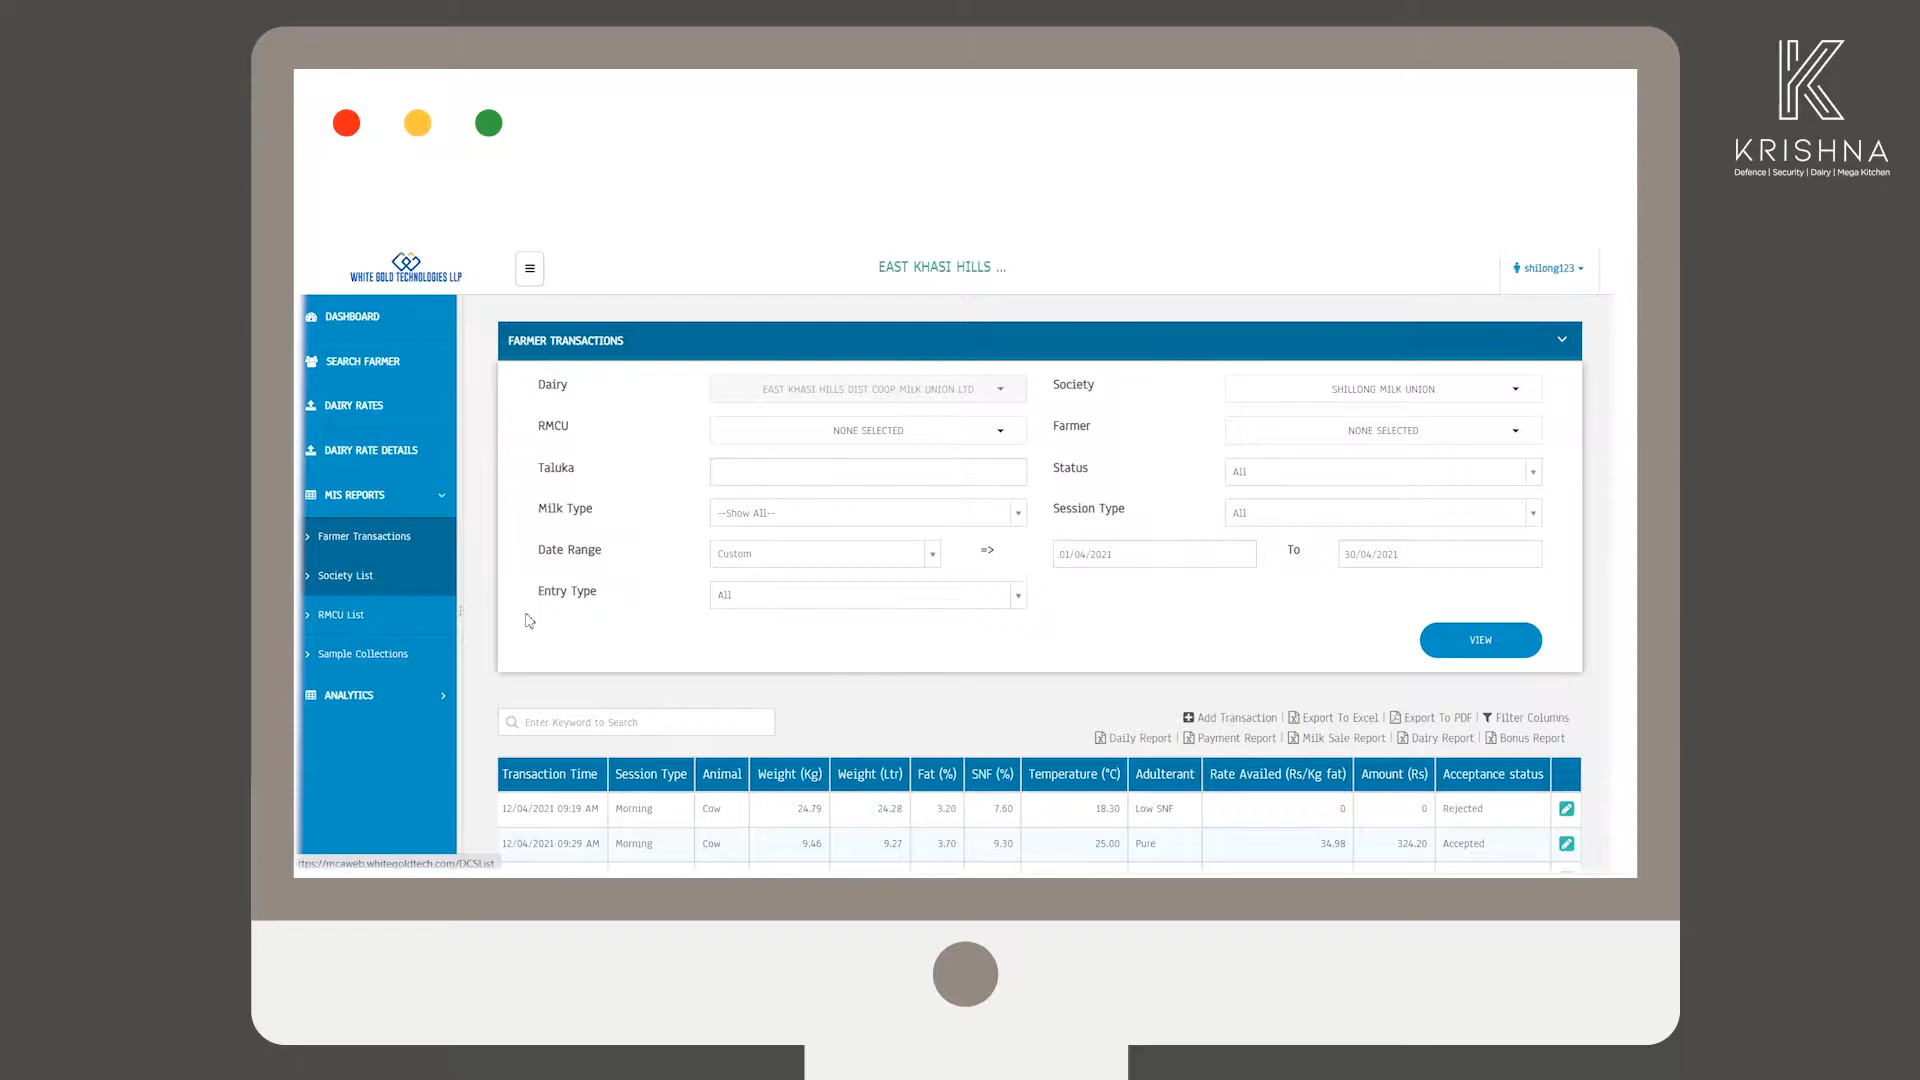 KRISHNA
Defence | Security | Dairy | Mega Kitchen
WHITE GOLD TECHNOLOGIES LLP
EAST KHASI HILLS ...
shilong123
DASHBOARD
SEARCH FARMER
DAIRY RATES
DAIRY RATE DETAILS
MIS REPORTS
Farmer Transactions
Society List
RMCU List
Sample Collections
ANALYTICS
FARMER TRANSACTIONS
Dairy EAST KHASI HILLS DIST COOP MILK UNION LTD Society SHILLONG MILK UNION
RMCU NONE SELECTED Farmer NONE SELECTED
Taluka Status All
Milk Type --Show All-- Session Type All
Date Range Custom => 01/04/2021 To 30/04/2021
Entry Type All
VIEW
Enter Keyword to Search
Add Transaction | Export To Excel | Export To PDF | Filter Columns
Daily Report | Payment Report | Milk Sale Report | Dairy Report | Bonus Report
Transaction Time Session Type Animal Weight (Kg) Weight (Ltr) Fat (%) SNF (%) Temperature (°C) Adulterant Rate Availed (Rs/Kg fat) Amount (Rs) Acceptance status
12/04/2021 09:19 AM Morning Cow 24.79 24.28 3.20 7.60 18.30 Low SNF 0 0 Rejected
12/04/2021 09:29 AM Morning Cow 9.46 9.27 3.70 9.30 25.00 Pure 34.98 324.20 Accepted
ttps://mcaweb.whitegoldtech.com/DCSList